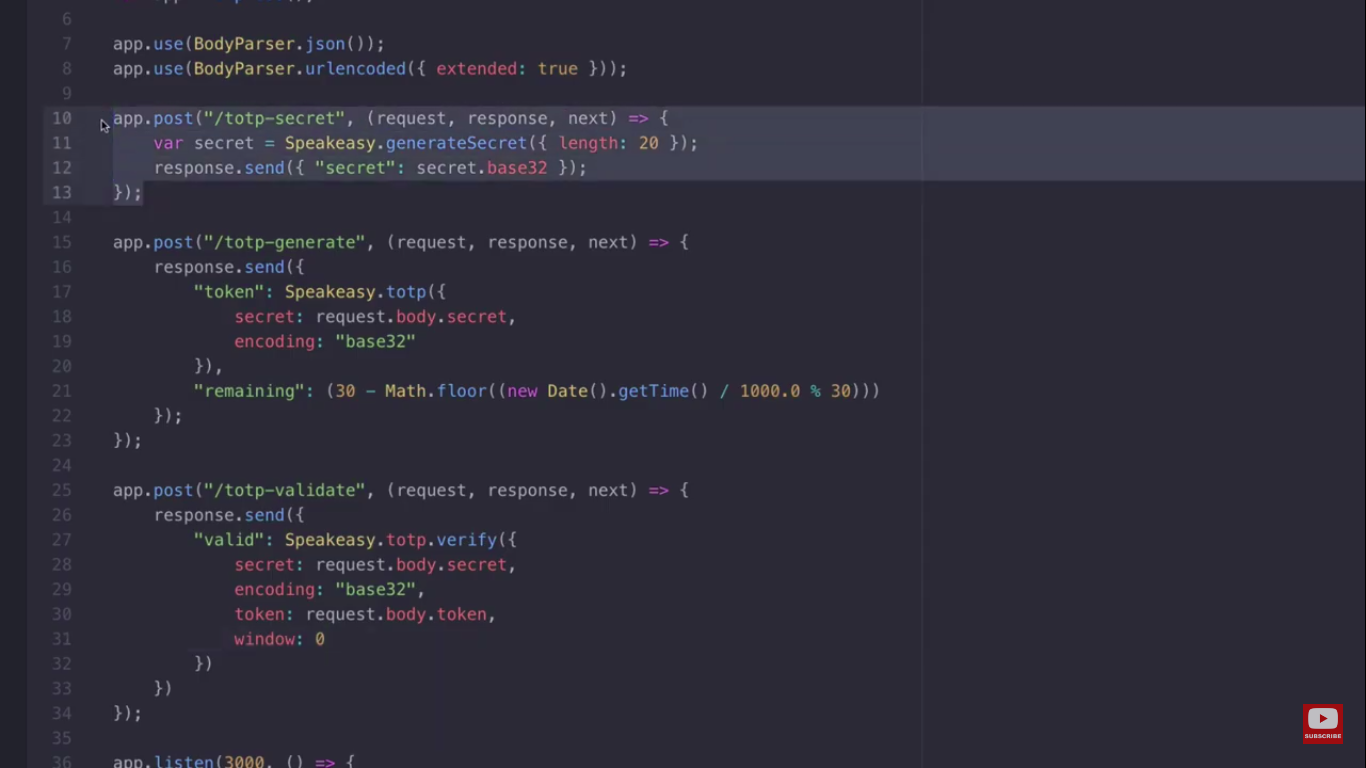 6
7 app.use(BodyParser.json());
8 app.use(BodyParser.urlencoded({ extended: true }));
9
10 app.post("/totp-secret", (request, response, next) => {
11 var secret = Speakeasy.generateSecret({ length: 20 });
12 response.send({ "secret": secret.base32 });
13 });
14
15 app.post("/totp-generate", (request, response, next) => {
16 response.send({
17 "token": Speakeasy.totp({
18 secret: request.body.secret,
19 encoding: "base32"
20 }),
21 "remaining": (30 - Math.floor((new Date().getTime() / 1000.0 % 30)))
22 });
23 });
24
25 app.post("/totp-validate", (request, response, next) => {
26 response.send({
27 "valid": Speakeasy.totp.verify({
28 secret: request.body.secret,
29 encoding: "base32",
30 token: request.body.token,
31 window: 0
32 })
33 })
34 });
35
36 app.listen(3000, () => {
SUBSCRIBE